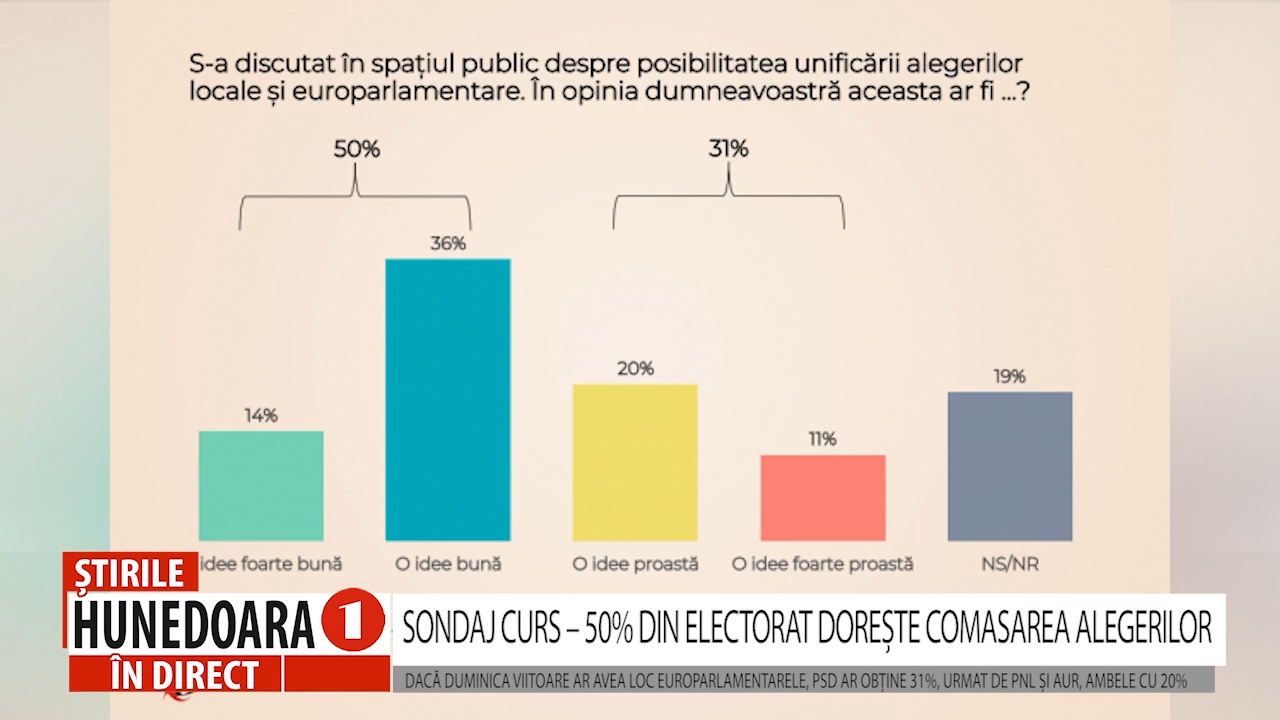 S-a discutat în spațiul public despre posibilitatea unificării alegerilor
locale și europarlamentare. În opinia dumneavoastră aceasta ar fi ...?
50%
31%
14%
36%
20%
11%
19%
idee foarte bună
O idee bună
O idee proastă
O idee foarte proastă
NS/NR
ȘTIRILE
HUNEDOARA 1
ÎN DIRECT
SONDAJ CURS – 50% DIN ELECTORAT DOREȘTE COMASAREA ALEGERILOR
DACĂ DUMINICA VIITOARE AR AVEA LOC EUROPARLAMENTARELE, PSD AR OBȚINE 31%, URMAT DE PNL ȘI AUR, AMBELE CU 20%